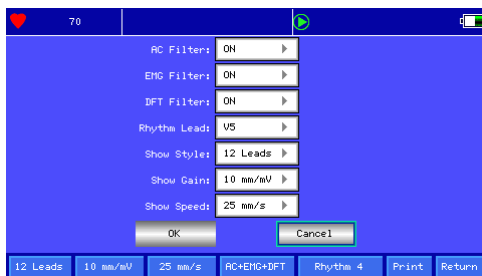 70
AC Filter: ON
EMG Filter: ON
DFT Filter: ON
Rhythm Lead: V5
Show Style: 12 Leads
Show Gain: 10 mm/mV
Show Speed: 25 mm/s
OK Cancel
12 Leads 10 mm/mV 25 mm/s AC+EMG+DFT Rhythm 4 Print Return